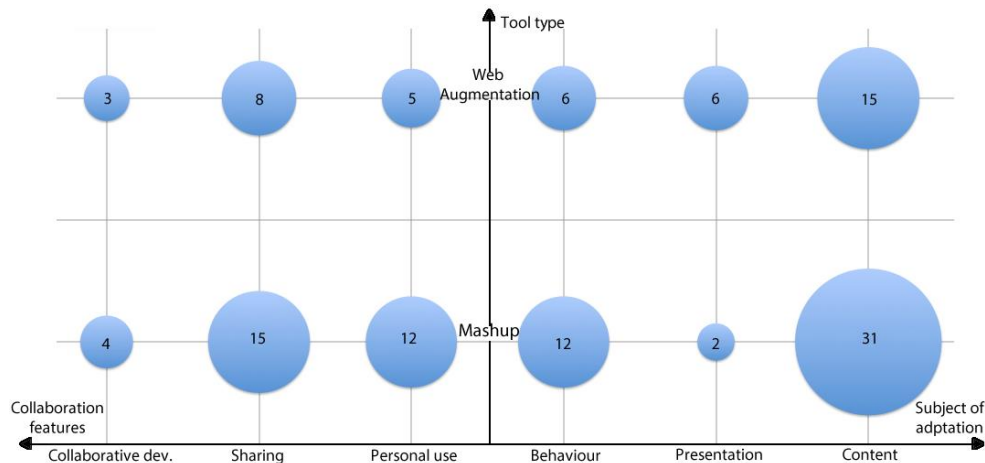 Tool type
Web
Augmentation
3
8
5
6
6
15
Mashup
4
15
12
12
2
31
Collaboration
features
Subject of
adptation
Collaborative dev.
Sharing
Personal use
Behaviour
Presentation
Content